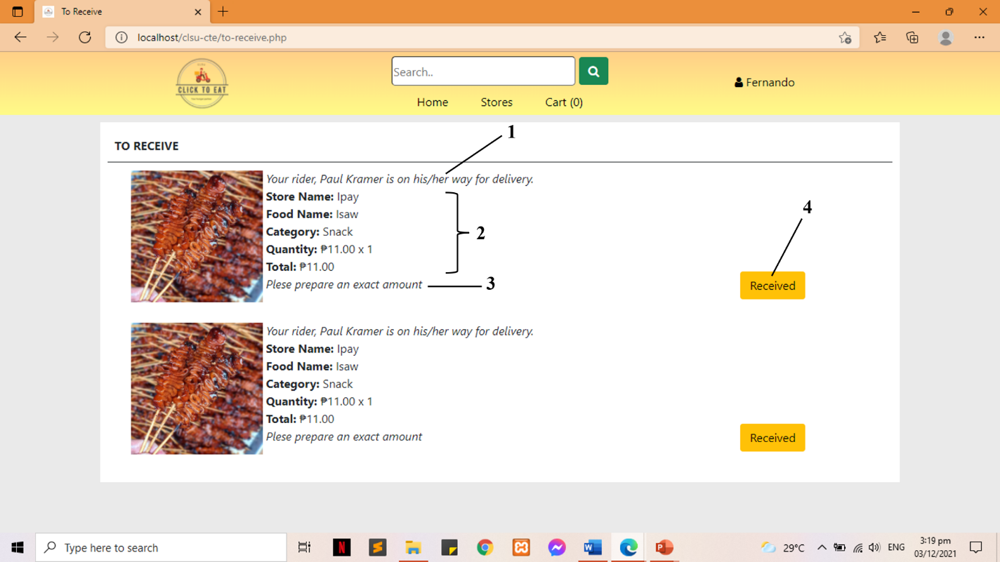 To Receive
localhost/clsu-cte/to-receive.php
CLICK TO EAT
Search..
Fernando
Home Stores Cart (0)
1
TO RECEIVE
Your rider, Paul Kramer is on his/her way for delivery.
Store Name: Ipay
Food Name: Isaw
Category: Snack
2
Quantity: ₱11.00 x 1
Total: ₱11.00
Plese prepare an exact amount
3
4
Received
Your rider, Paul Kramer is on his/her way for delivery.
Store Name: Ipay
Food Name: Isaw
Category: Snack
Quantity: ₱11.00 x 1
Total: ₱11.00
Plese prepare an exact amount
Received
Type here to search
29°C
ENG
3:19 pm
03/12/2021